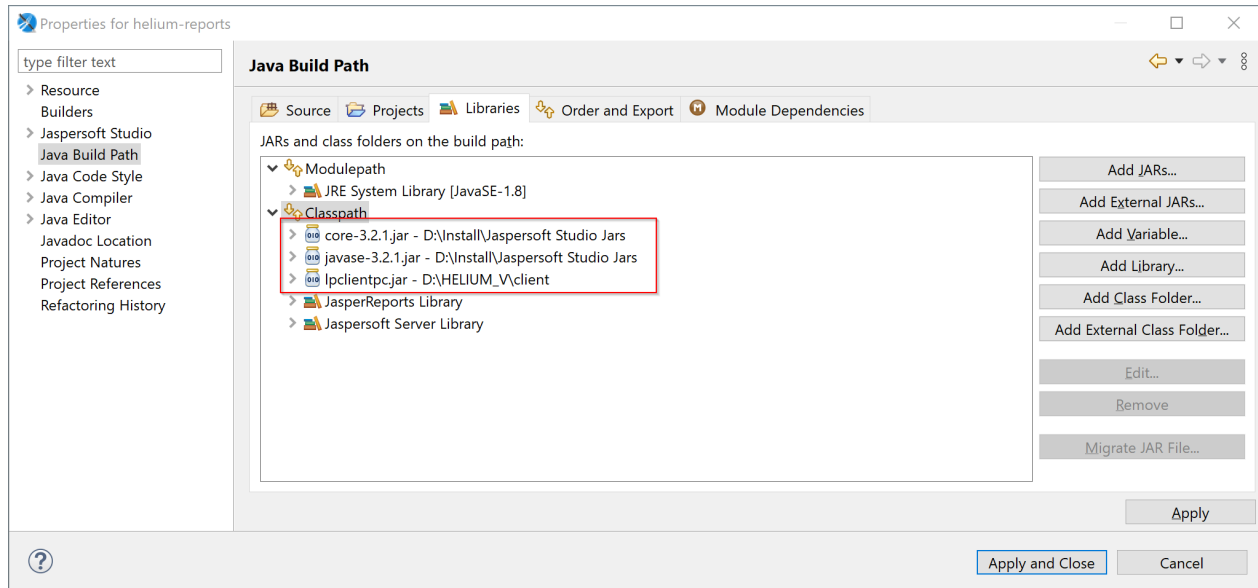 Properties for helium-reports
type filter text
Resource
Builders
Jaspersoft Studio
Java Build Path
Java Code Style
Java Compiler
Java Editor
Javadoc Location
Project Natures
Project References
Refactoring History
Java Build Path
Source
Projects
Libraries
Order and Export
Module Dependencies
JARs and class folders on the build path:
Modulepath
JRE System Library [JavaSE-1.8]
Classpath
core-3.2.1.jar - D:\Install\Jaspersoft Studio Jars
javase-3.2.1.jar - D:\Install\Jaspersoft Studio Jars
lpclientpc.jar - D:\HELIUM_V\client
JasperReports Library
Jaspersoft Server Library
Add JARs...
Add External JARs...
Add Variable...
Add Library...
Add Class Folder...
Add External Class Folder...
Edit...
Remove
Migrate JAR File...
Apply
Apply and Close
Cancel